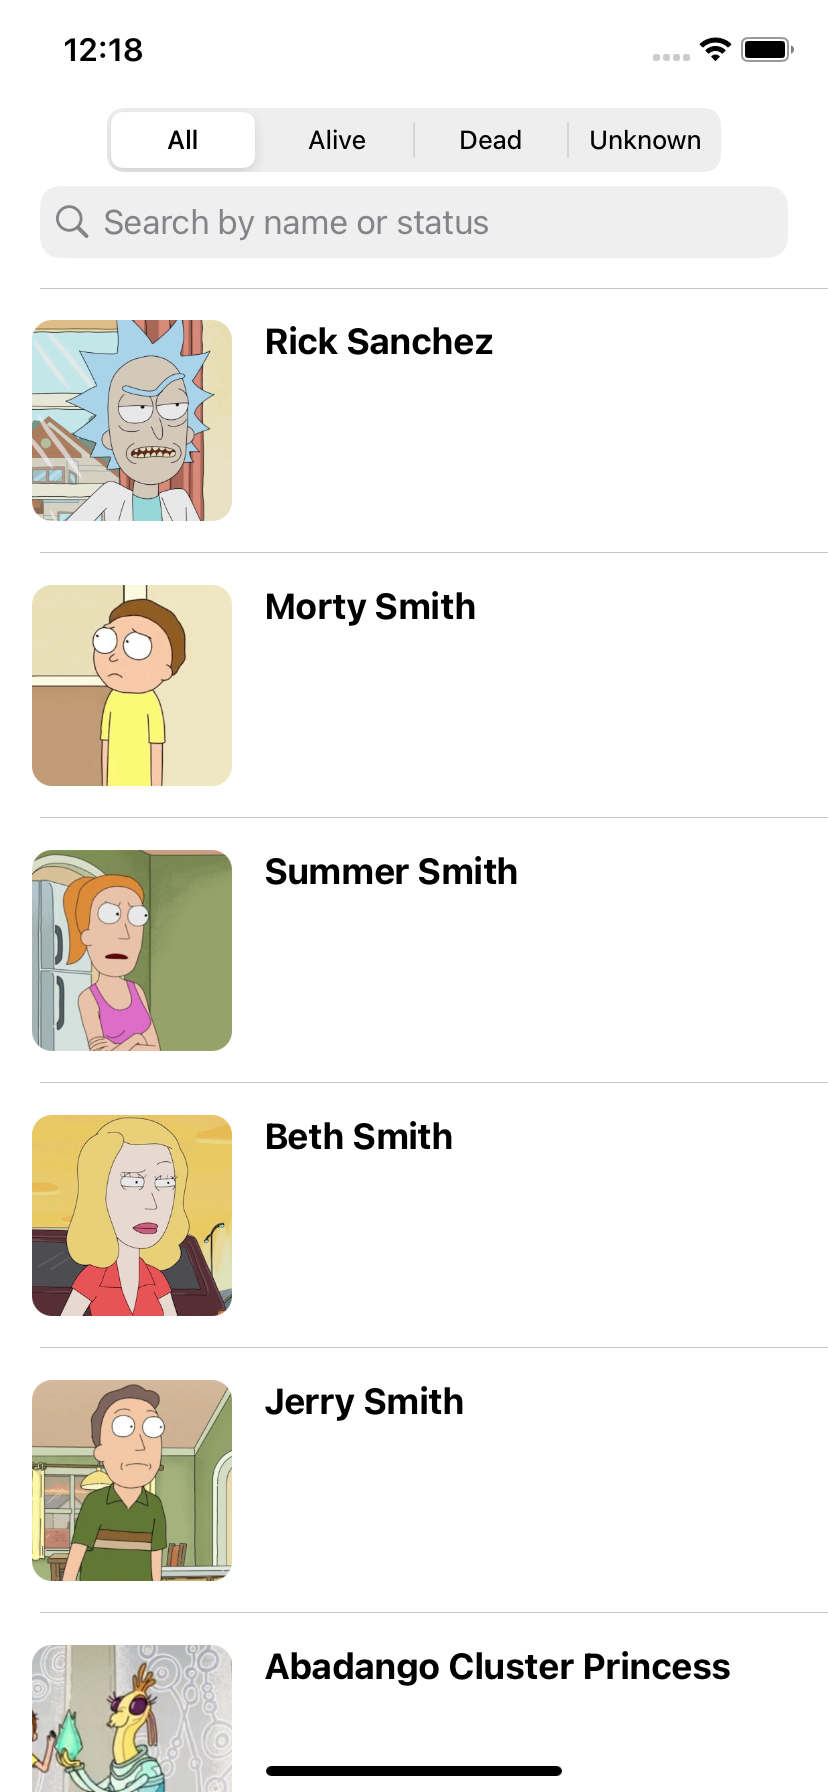 12:18
All Alive Dead Unknown
Search by name or status
Rick Sanchez
Morty Smith
Summer Smith
Beth Smith
Jerry Smith
Abadango Cluster Princess